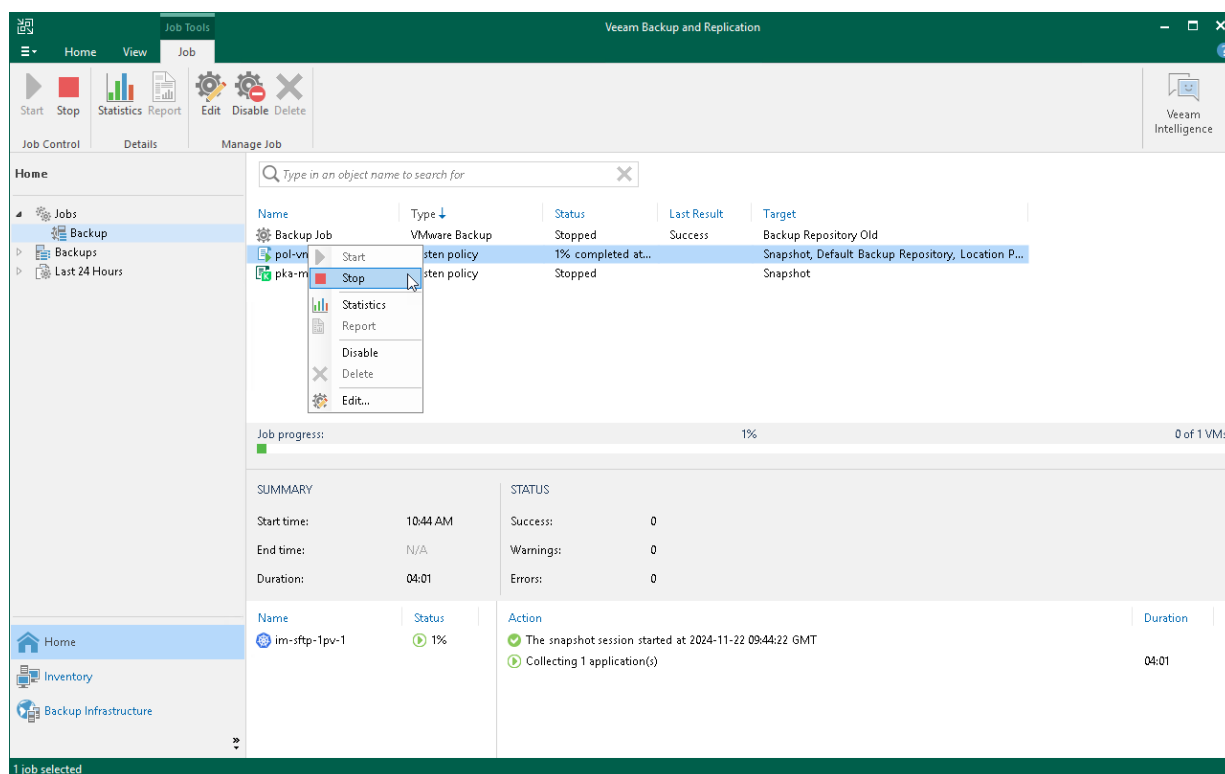 Job Tools
Veeam Backup and Replication
Home View Job
Start Stop Statistics Report Edit Disable Delete
Veeam
Intelligence
Job Control Details Manage Job
Home
Type in an object name to search for
Jobs
Backup
Backups
Last 24 Hours
Name Type Status Last Result Target
Backup Job VMware Backup Stopped Success Backup Repository Old
pol-vn sten policy 1% completed at... Snapshot, Default Backup Repository, Location P...
pka-m sten policy Stopped Snapshot
Start
Stop
Statistics
Report
Disable
Delete
Edit...
Job progress: 1% 0 of 1 VMs
SUMMARY STATUS
Start time: 10:44 AM Success: 0
End time: N/A Warnings: 0
Duration: 04:01 Errors: 0
Name Status Action Duration
im-sftp-1pv-1 1% The snapshot session started at 2024-11-22 09:44:22 GMT
Collecting 1 application(s) 04:01
Home
Inventory
Backup Infrastructure
1 job selected